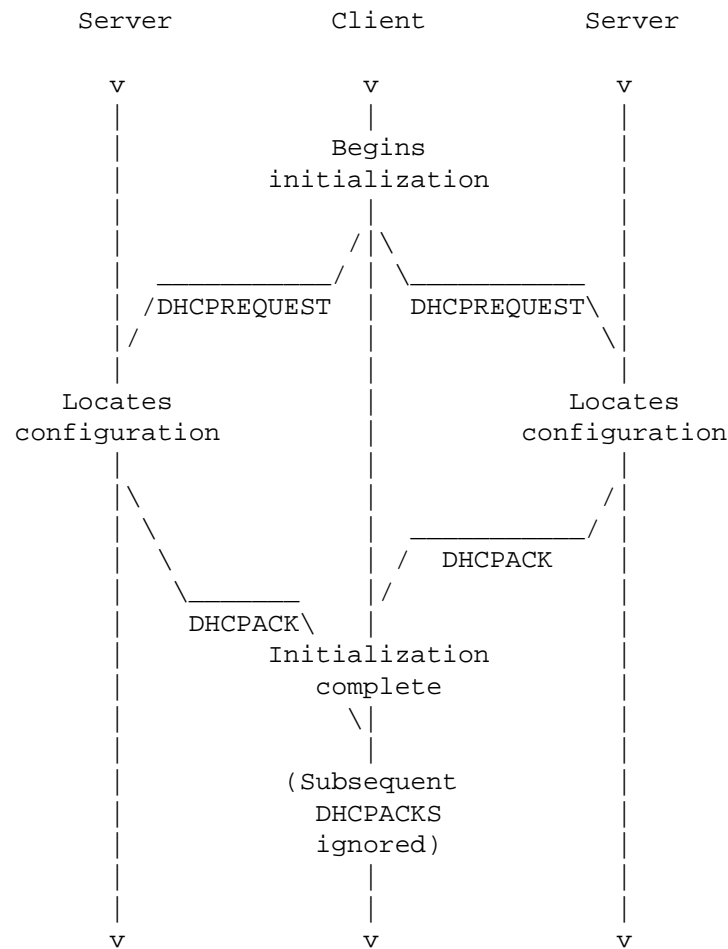 Server Client Server
v v v
Begins
initialization
DHCPREQUEST DHCPREQUEST
Locates Locates
configuration configuration
DHCPACK
DHCPACK
Initialization
complete
(Subsequent
DHCPACKS
ignored)
v v v